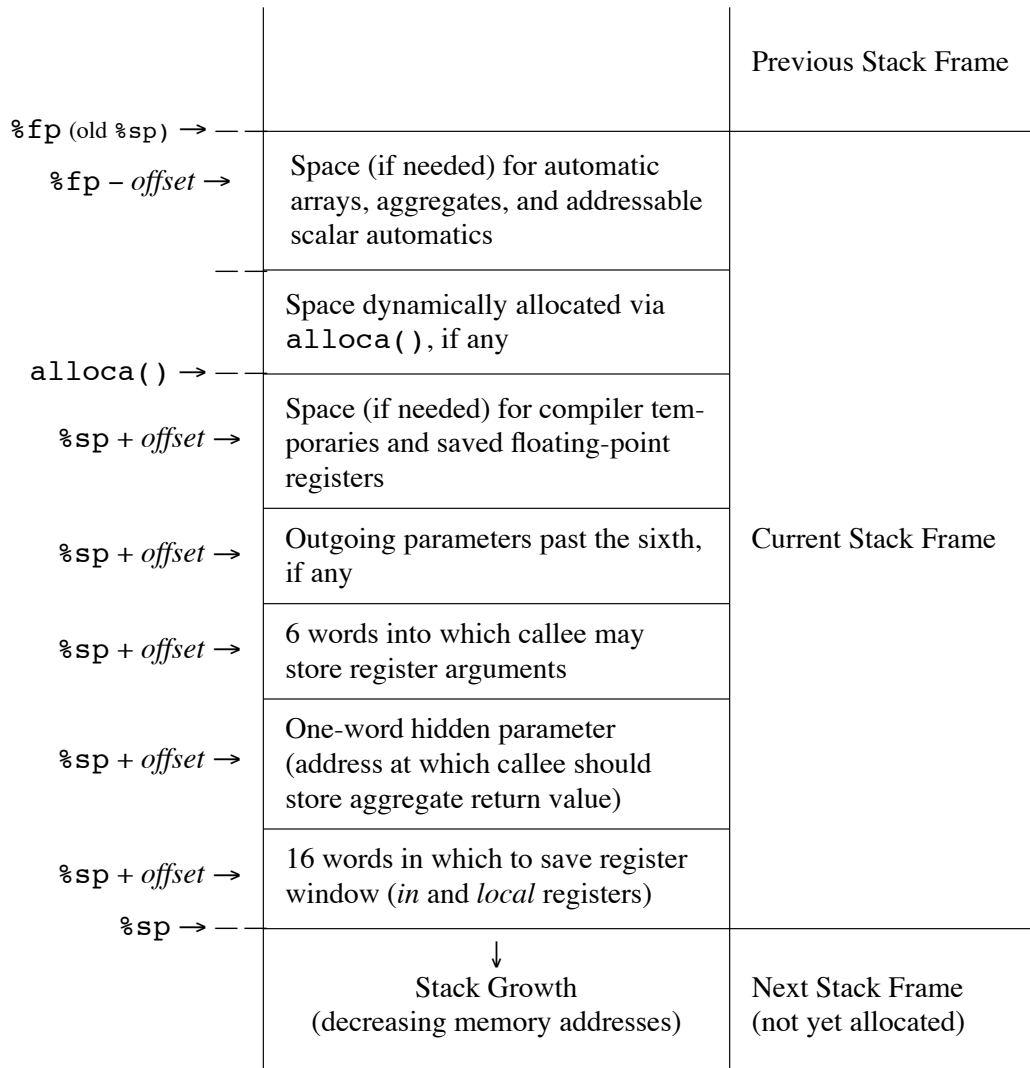 Previous Stack Frame
%fp (old %sp) → — —
%fp – offset →
Space (if needed) for automatic
arrays, aggregates, and addressable
scalar automatics
Space dynamically allocated via
alloca(), if any
alloca() → — —
Space (if needed) for compiler tem-
poraries and saved floating-point
registers
%sp + offset →
Outgoing parameters past the sixth,
if any
%sp + offset →
Current Stack Frame
6 words into which callee may
store register arguments
%sp + offset →
One-word hidden parameter
(address at which callee should
store aggregate return value)
%sp + offset →
16 words in which to save register
window (in and local registers)
%sp + offset →
%sp → — —
↓
Stack Growth
(decreasing memory addresses)
Next Stack Frame
(not yet allocated)